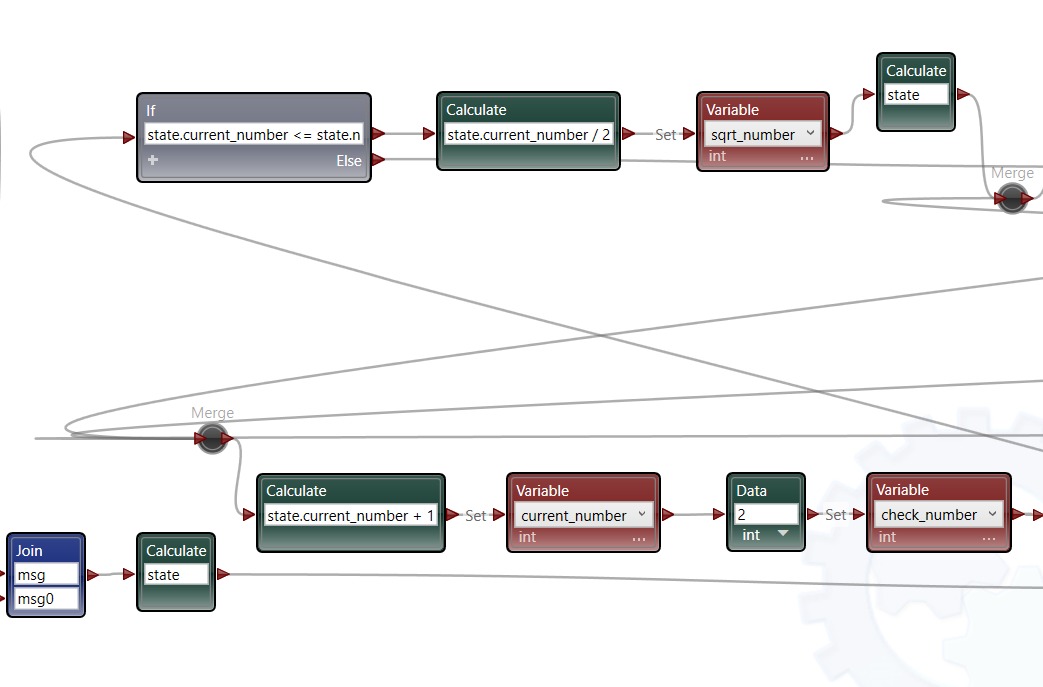 If
state.current_number <= state.n
Else
Calculate
state.current_number / 2
Set
Variable
sqrt_number
int
...
Calculate
state
Merge
Merge
Calculate
state.current_number + 1
Set
Variable
current_number
int
...
Data
2
int
Set
Variable
check_number
int
...
Join
msg
msg0
Calculate
state